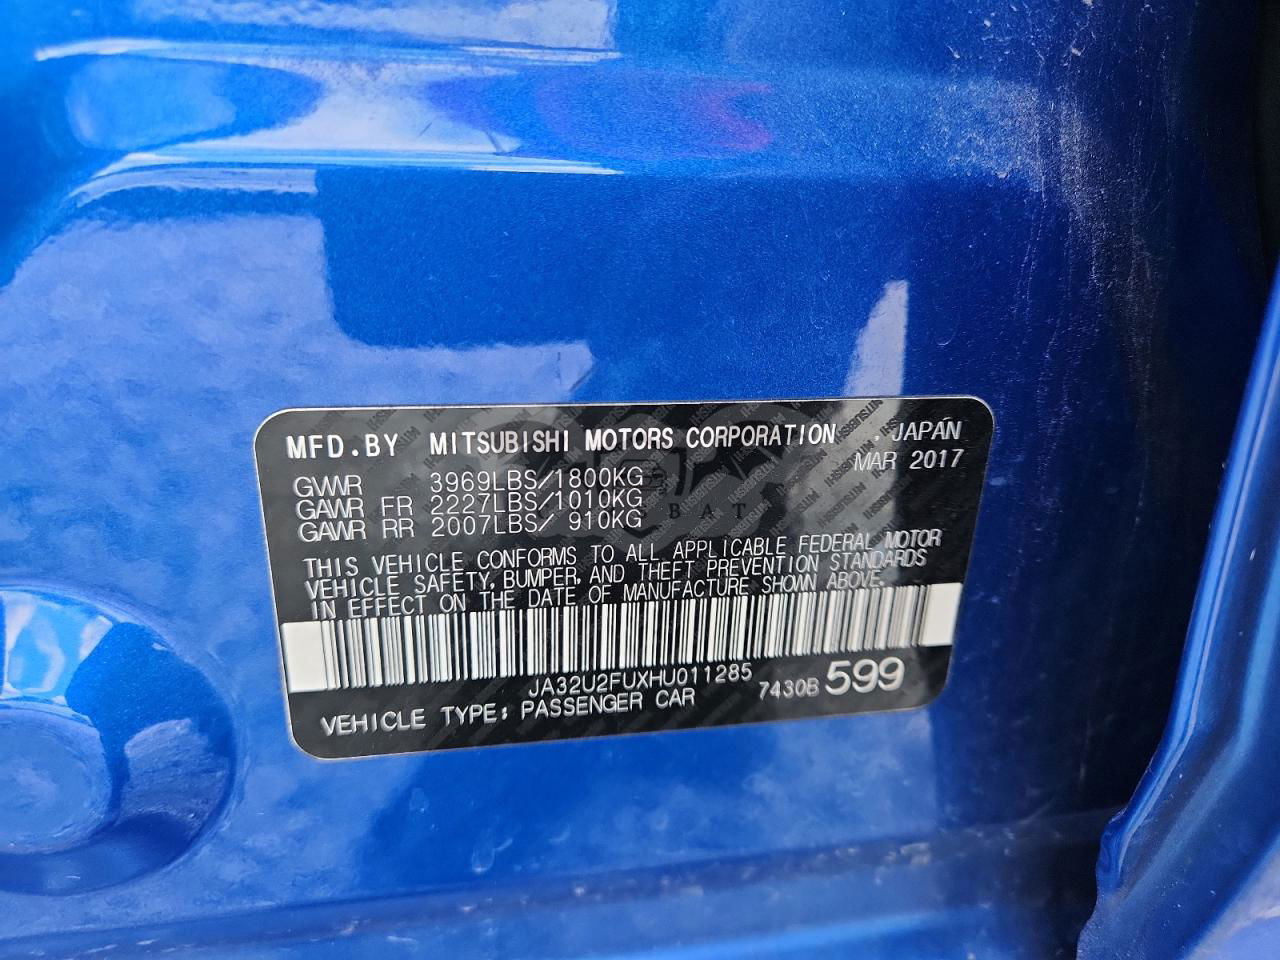 MFD.BY MITSUBISHI MOTORS CORPORATION , JAPAN
MAR 2017
GVWR 3969LBS/1800KG
GAWR FR 2227LBS/1010KG
GAWR RR 2007LBS/ 910KG
THIS VEHICLE CONFORMS TO ALL APPLICABLE FEDERAL MOTOR
VEHICLE SAFETY, BUMPER, AND THEFT PREVENTION STANDARDS
IN EFFECT ON THE DATE OF MANUFACTURE SHOWN ABOVE.
JA32U2FUXHU011285 7430B 599
VEHICLE TYPE: PASSENGER CAR